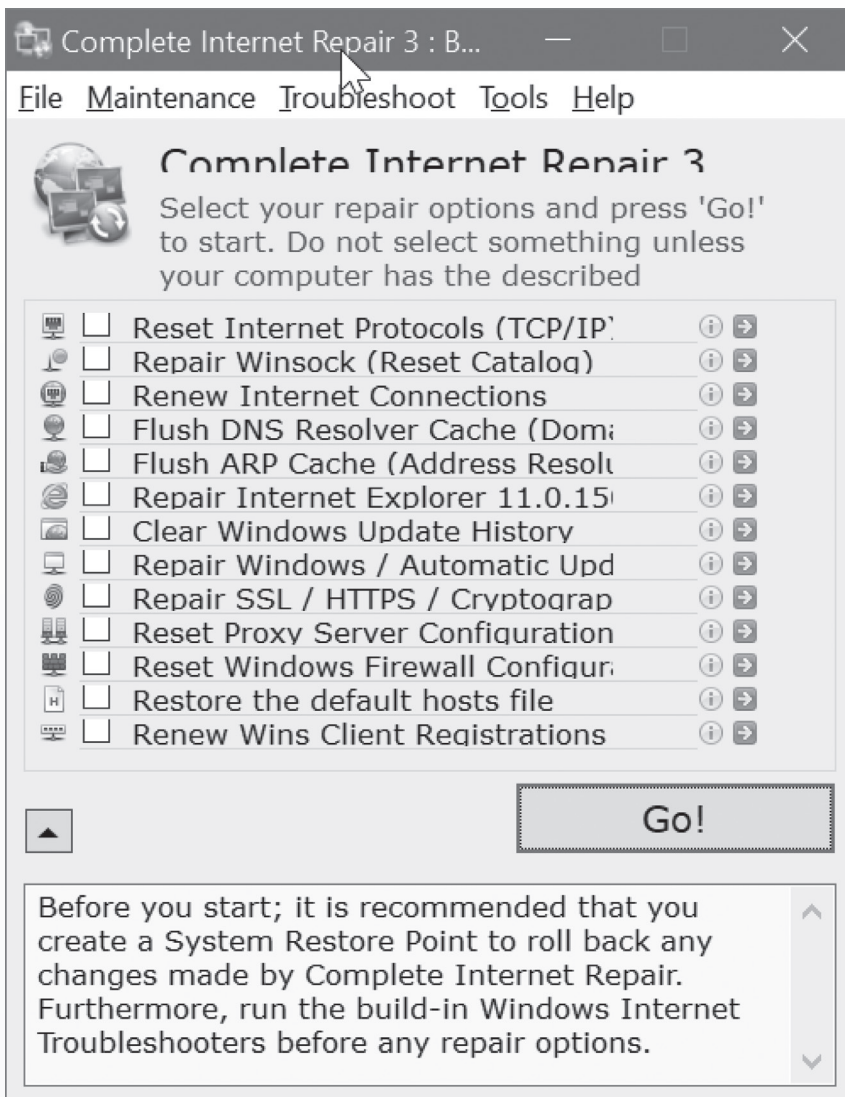 Complete Internet Repair 3 : B...
File Maintenance Troubleshoot Tools Help
Complete Internet Repair 3
Select your repair options and press 'Go!'
to start. Do not select something unless
your computer has the described
Reset Internet Protocols (TCP/IP)
Repair Winsock (Reset Catalog)
Renew Internet Connections
Flush DNS Resolver Cache (Doma
Flush ARP Cache (Address Resolu
Repair Internet Explorer 11.0.15
Clear Windows Update History
Repair Windows / Automatic Upd
Repair SSL / HTTPS / Cryptograp
Reset Proxy Server Configuration
Reset Windows Firewall Configura
Restore the default hosts file
Renew Wins Client Registrations
Go!
Before you start; it is recommended that you
create a System Restore Point to roll back any
changes made by Complete Internet Repair.
Furthermore, run the build-in Windows Internet
Troubleshooters before any repair options.